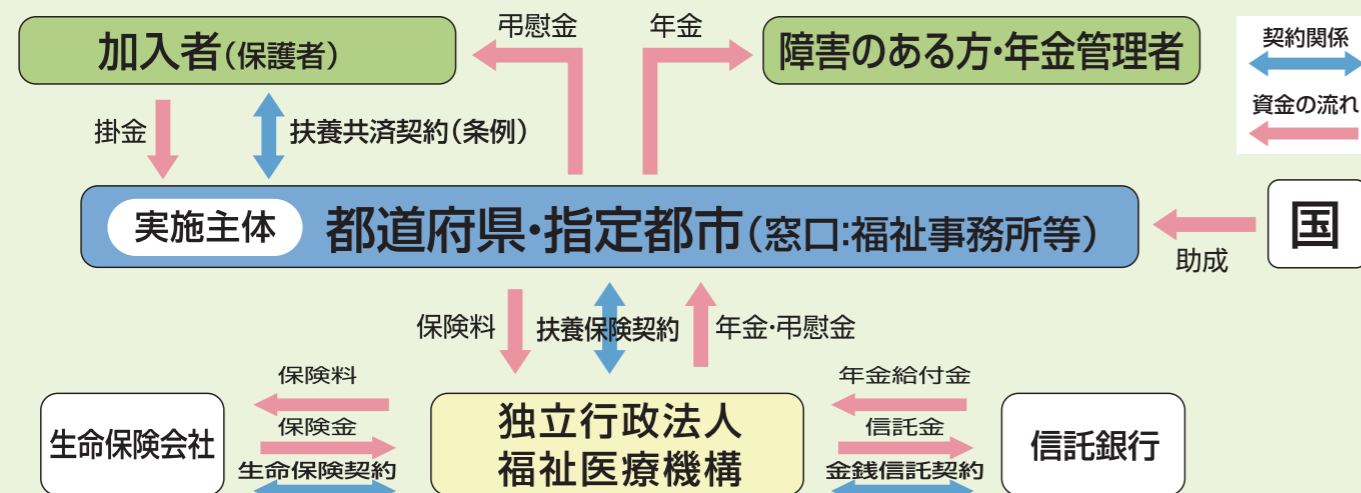 加入者(保護者)
弔慰金
年金
障害のある方・年金管理者
契約関係
資金の流れ
掛金
扶養共済契約(条例)
実施主体 都道府県・指定都市(窓口:福祉事務所等)
国
助成
保険料
扶養保険契約
年金・弔慰金
保険料
年金給付金
生命保険会社
保険金
生命保険契約
独立行政法人
福祉医療機構
信託金
金銭信託契約
信託銀行